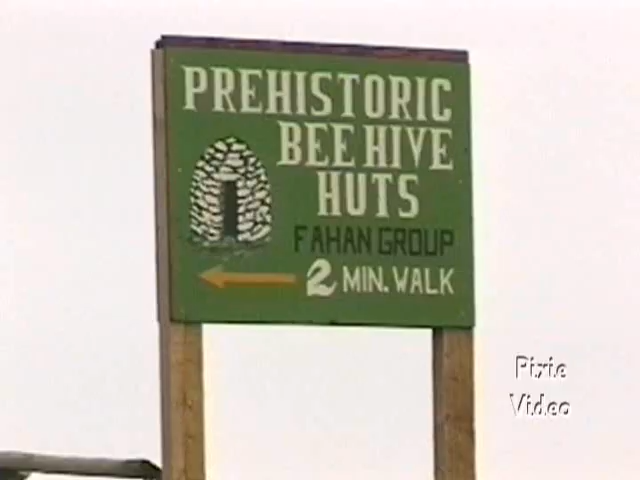 PREHISTORIC
BEE HIVE
HUTS
FAHAN GROUP
2 MIN. WALK
Pixie
Video